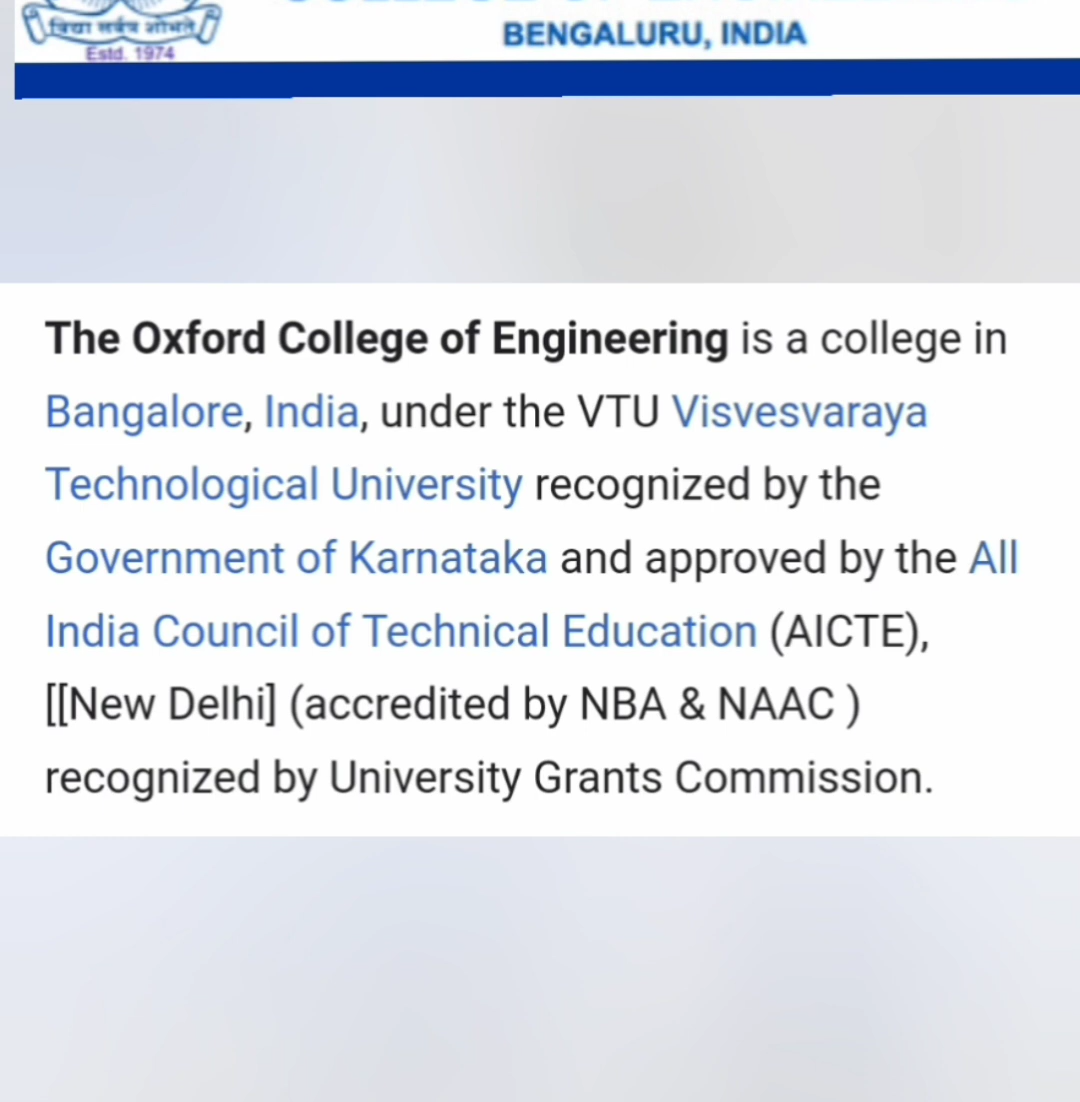 विद्या सर्वत्र शोभते
Estd. 1974
BENGALURU, INDIA
The Oxford College of Engineering is a college in
Bangalore, India, under the VTU Visvesvaraya
Technological University recognized by the
Government of Karnataka and approved by the All
India Council of Technical Education (AICTE),
[[New Delhi] (accredited by NBA & NAAC )
recognized by University Grants Commission.